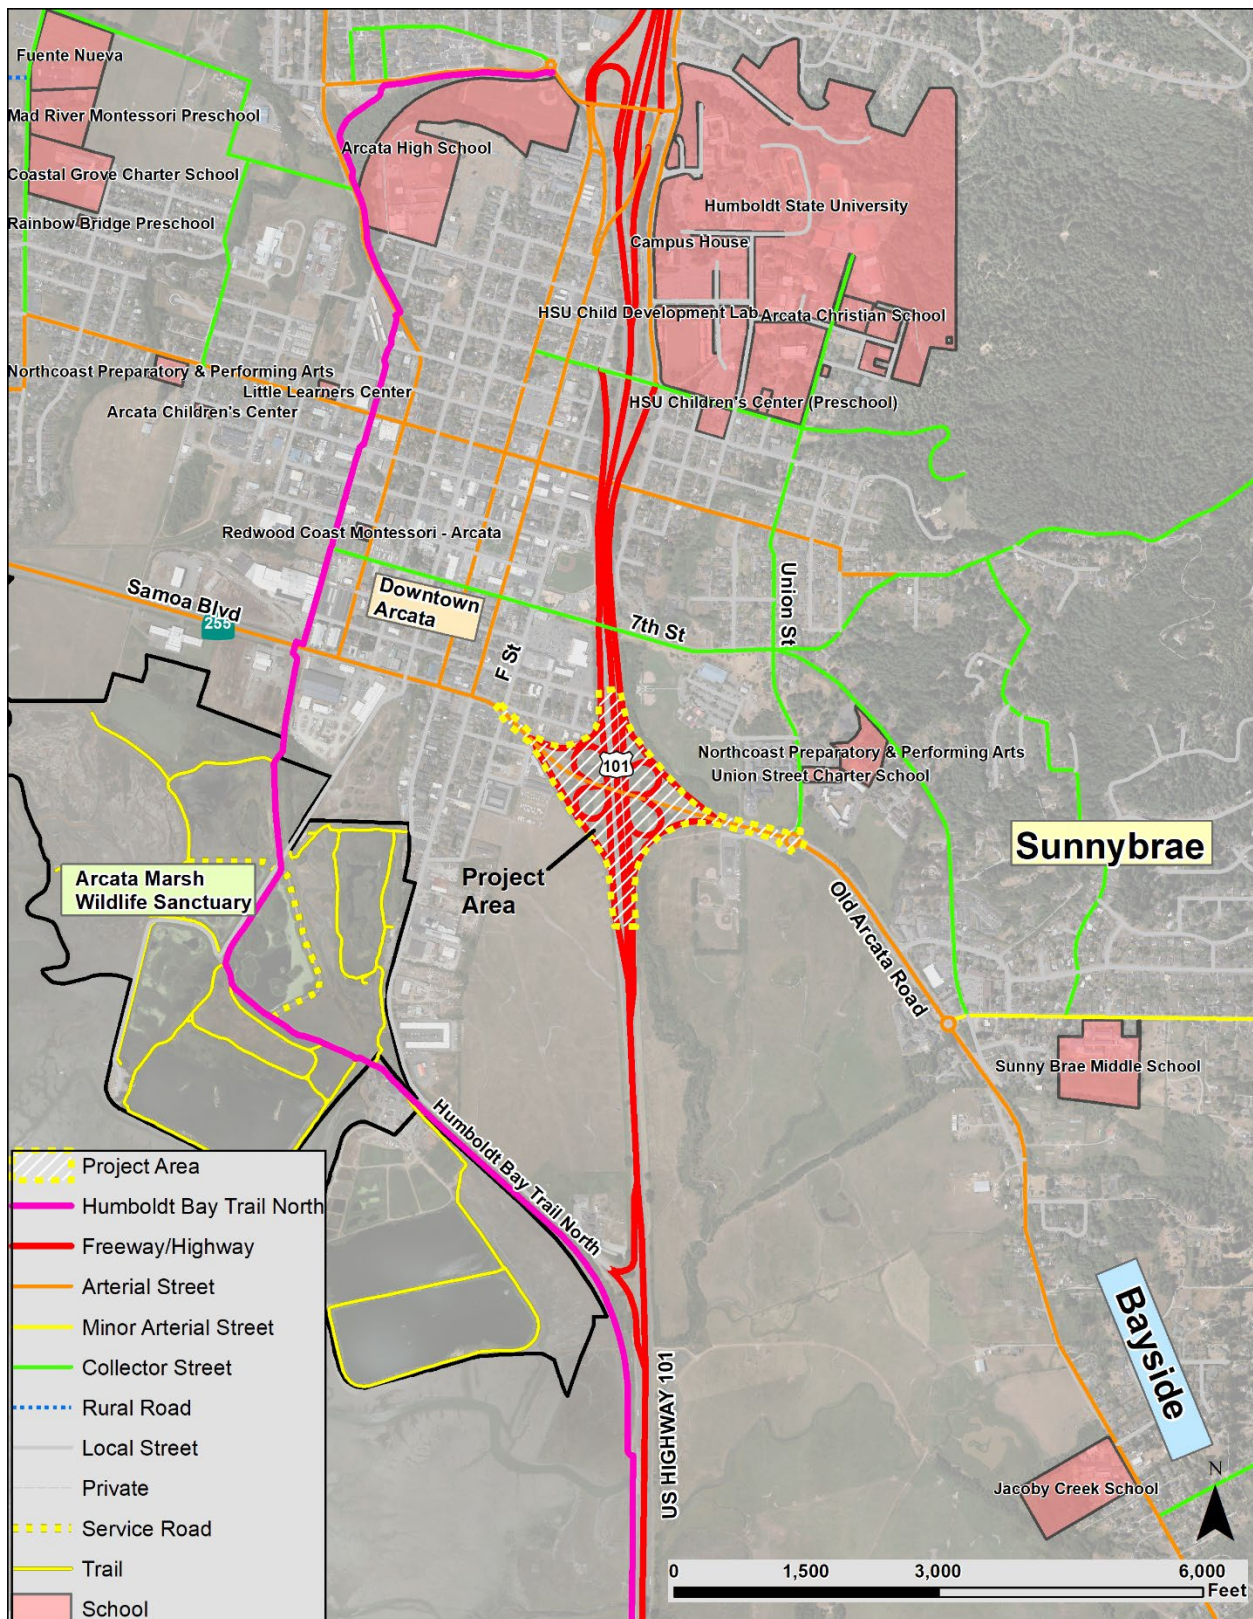 Fuente Nueva
Mad River Montessori Preschool
Arcata High School
Coastal Grove Charter School
Rainbow Bridge Preschool
Humboldt State University
Campus House
HSU Child Development Lab
Arcata Christian School
Northcoast Preparatory & Performing Arts
Little Learners Center
Arcata Children's Center
HSU Children's Center (Preschool)
Redwood Coast Montessori - Arcata
Samoa Blvd
255
Downtown
Arcata
F St
7th St
Union St
101
Northcoast Preparatory & Performing Arts
Union Street Charter School
Sunnybrae
Project
Area
Arcata Marsh
Wildlife Sanctuary
Old Arcata Road
Sunny Brae Middle School
Humboldt Bay Trail North
Bayside
US HIGHWAY 101
Jacoby Creek School
Project Area
Humboldt Bay Trail North
Freeway/Highway
Arterial Street
Minor Arterial Street
Collector Street
Rural Road
Local Street
Private
Service Road
Trail
School
N
0 1,500 3,000 6,000
Feet